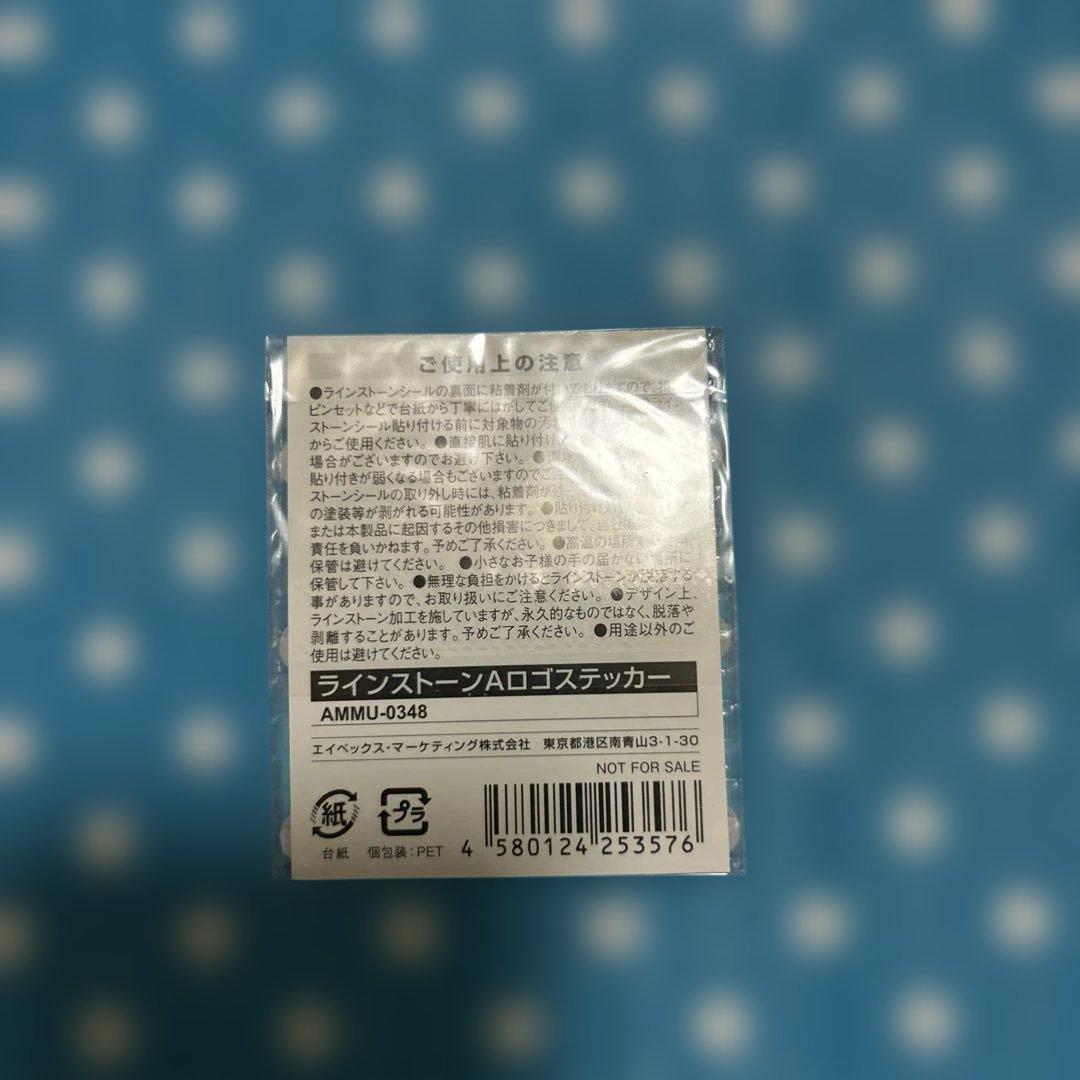 ご使用上の注意
●ラインストーンシールの裏面に粘着剤が付いて
ピンセットなどで台紙から丁寧にはがしてご使
ストーンシール貼り付ける前に対象物の汚
からご使用ください。 ●直接肌に貼り付け
場合がございますのでお避け下さい。 ●
貼り付きが弱くなる場合もございますのでご
ストーンシールの取り外し時には、粘着剤が
の塗装等が剥がれる可能性があります。 ●貼り付け
または本製品に起因するその他損害につきまして、当社
責任を負いかねます。予めご了承ください。 ●高温の場所
保管は避けてください。 ●小さなお子様の手の届かない場所に
保管して下さい。 ●無理な負担をかけるとラインストーンが脱落する
事がありますので、お取り扱いにご注意ください。 ●デザイン上、
ラインストーン加工を施していますが、永久的なものではなく、脱落や
剥離することがあります。予めご了承ください。 ●用途以外のご
使用は避けてください。
ラインストーンAロゴステッカー
AMMU-0348
エイベックス・マーケティング株式会社 東京都港区南青山3-1-30
NOT FOR SALE
紙 プラ
台紙 個包装:PET
4 580124 253576